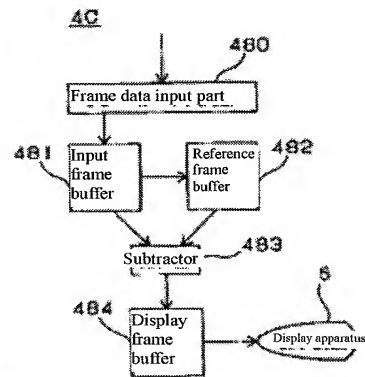 4C
480
Frame data input part
481
Input
frame
buffer
Reference
frame
buffer
482
Subtractor
483
484
Display
frame
buffer
5
Display apparatus